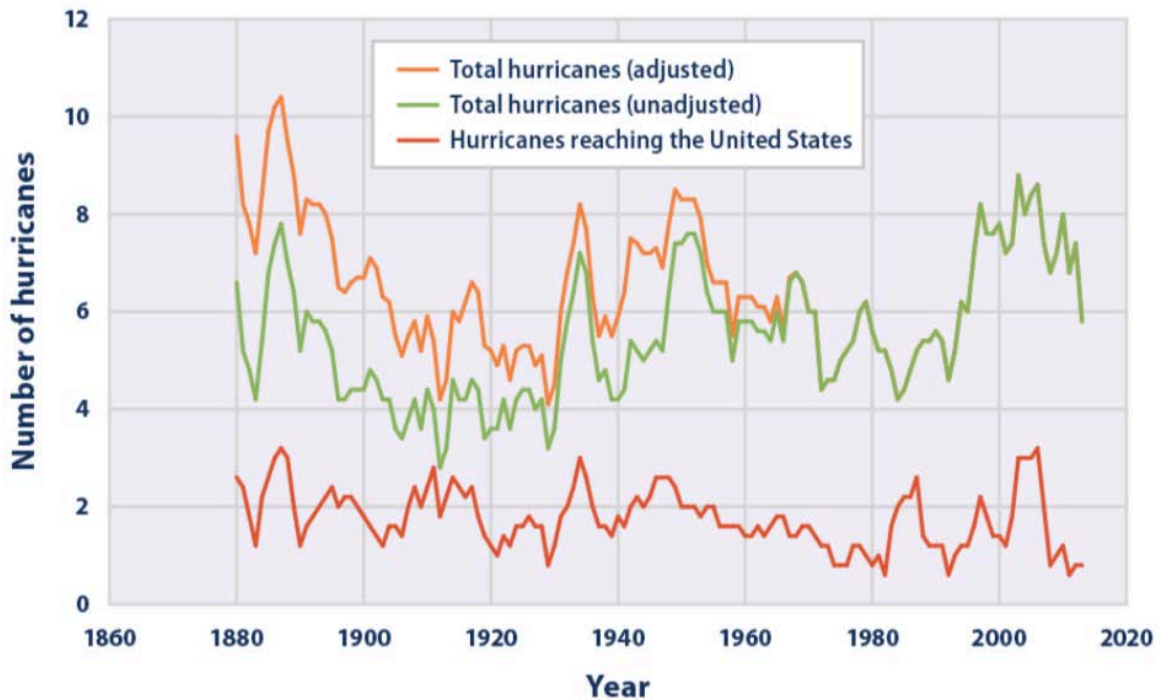 12
10
8
6
4
2
0
Number of hurricanes
Total hurricanes (adjusted)
Total hurricanes (unadjusted)
Hurricanes reaching the United States
1860 1880 1900 1920 1940 1960 1980 2000 2020
Year